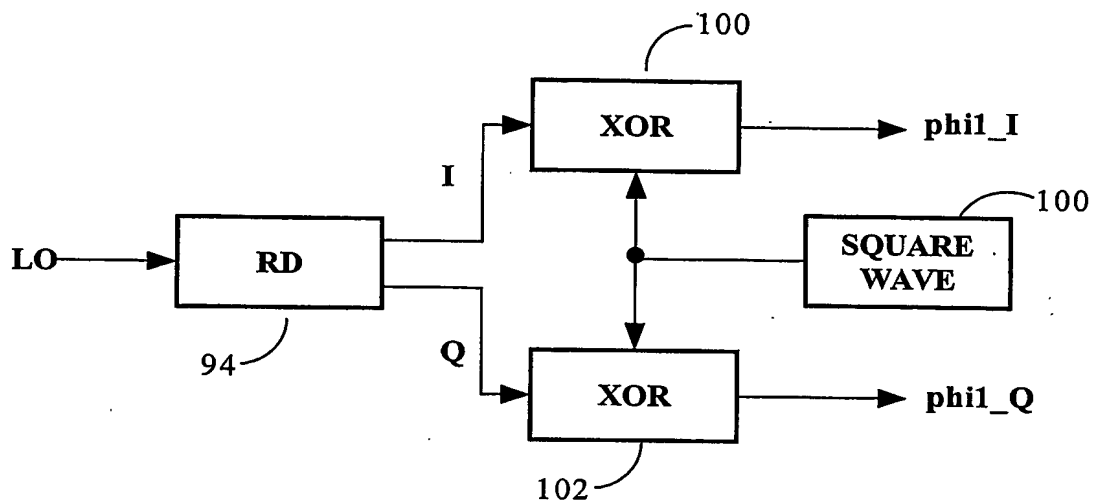 100
XOR
phi1_I
I
100
SQUARE
WAVE
LO
RD
94
Q
XOR
phi1_Q
102